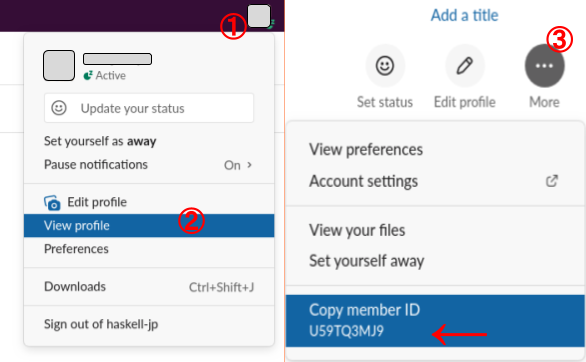 ①
Active
Update your status
Set yourself as away
Pause notifications On
Edit profile
View profile ②
Preferences
Downloads Ctrl+Shift+J
Sign out of haskell-jp
Add a title
③
Set status Edit profile More
View preferences
Account settings
View your files
Set yourself away
Copy member ID
U59TQ3MJ9